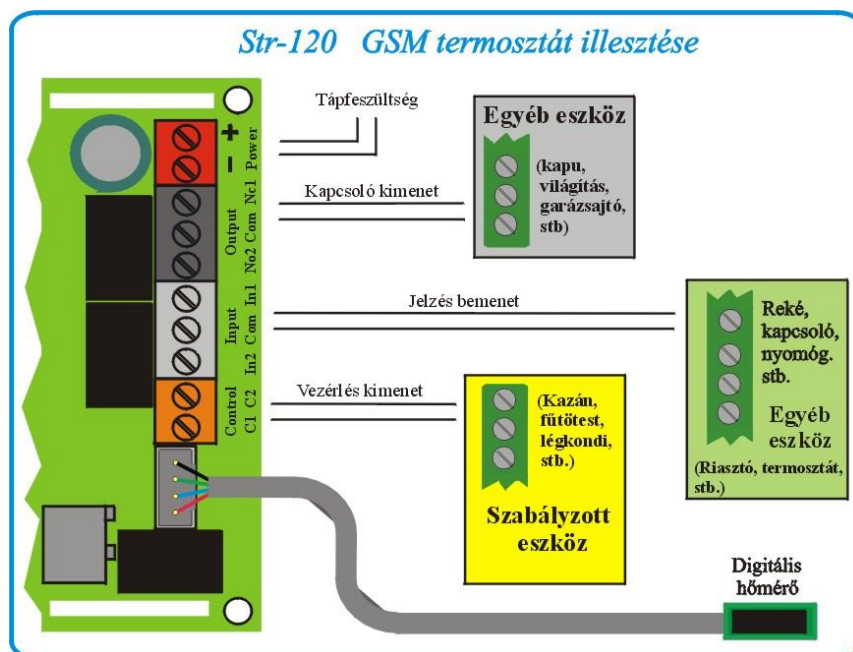 Str-120 GSM termosztát illesztése
Tápfeszültség
+
−
Power
Nc1
Com
No2
Output
In1
Com
In2
Input
C2
C1
Control
Kapcsoló kimenet
Egyéb eszköz
(kapu,
világítás,
garázsajtó,
stb)
Jelzés bemenet
Reké,
kapcsoló,
nyomóg.
stb.
Egyéb
eszköz
(Riasztó, termosztát,
stb.)
Vezérlés kimenet
(Kazán,
fűtötest,
légkondi,
stb.)
Szabályzott
eszköz
Digitális
hőmérő